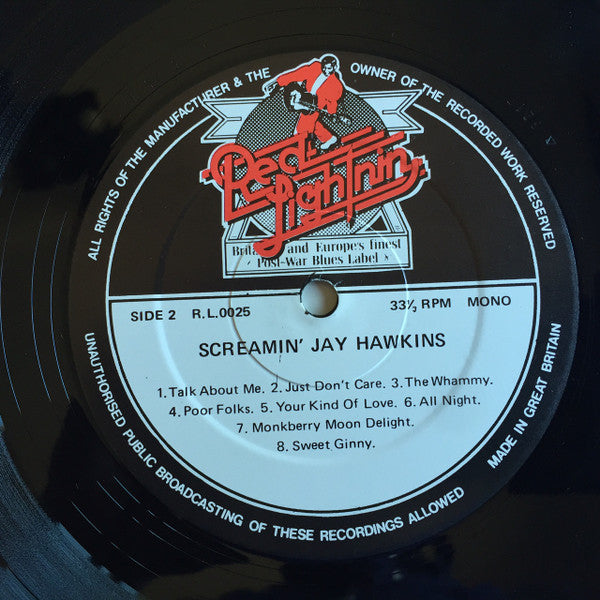 ALL RIGHTS OF THE MANUFACTURER & THE OWNER OF THE RECORDED WORK RESERVED
Red
Lightnin'
Britain's and Europe's finest
Post-War Blues Label
SIDE 2 R.L.0025 33⅓ RPM MONO
SCREAMIN' JAY HAWKINS
1. Talk About Me. 2. Just Don't Care. 3. The Whammy.
4. Poor Folks. 5. Your Kind Of Love. 6. All Night.
7. Monkberry Moon Delight.
8. Sweet Ginny.
UNAUTHORISED PUBLIC BROADCASTING OF THESE RECORDINGS ALLOWED
MADE IN GREAT BRITAIN